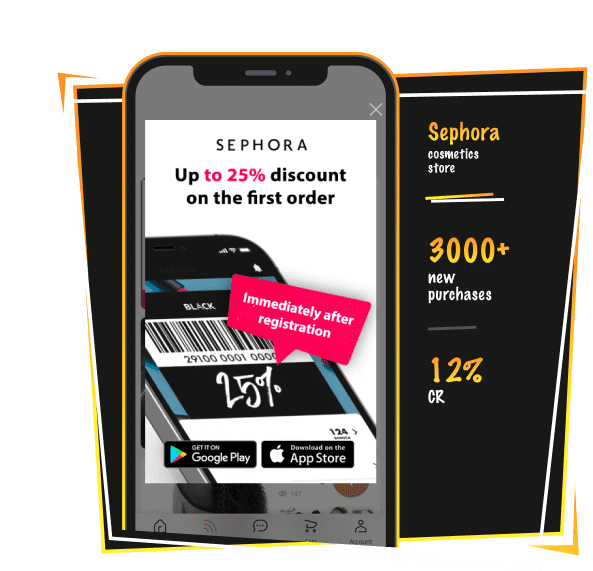 SEPHORA
Up to 25% discount
on the first order
Immediately after
registration
BLACK
29100 0001 0000
25%
124
GET IT ON
Google Play
Download on the
App Store
147
Account
Sephora
cosmetics
store
3000+
new
purchases
12%
CR